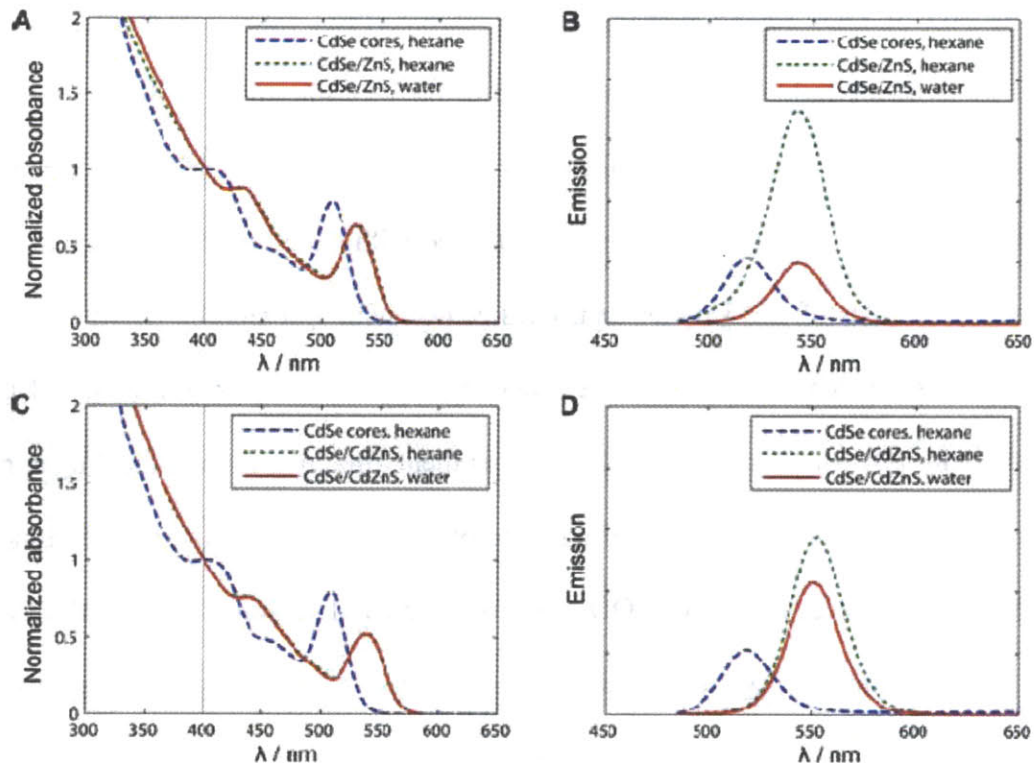 A
2
CdSe cores, hexane
CdSe/ZnS, hexane
CdSe/ZnS, water
1.5
1
0.5
0
Normalized absorbance
300 350 400 450 500 550 600 650
λ / nm
B
CdSe cores, hexane
CdSe/ZnS, hexane
CdSe/ZnS, water
Emission
450 500 550 600 650
λ / nm
C
2
CdSe cores, hexane
CdSe/CdZnS, hexane
CdSe/CdZnS, water
1.5
1
0.5
0
Normalized absorbance
300 350 400 450 500 550 600 650
λ / nm
D
CdSe cores, hexane
CdSe/CdZnS, hexane
CdSe/CdZnS, water
Emission
450 500 550 600 650
λ / nm